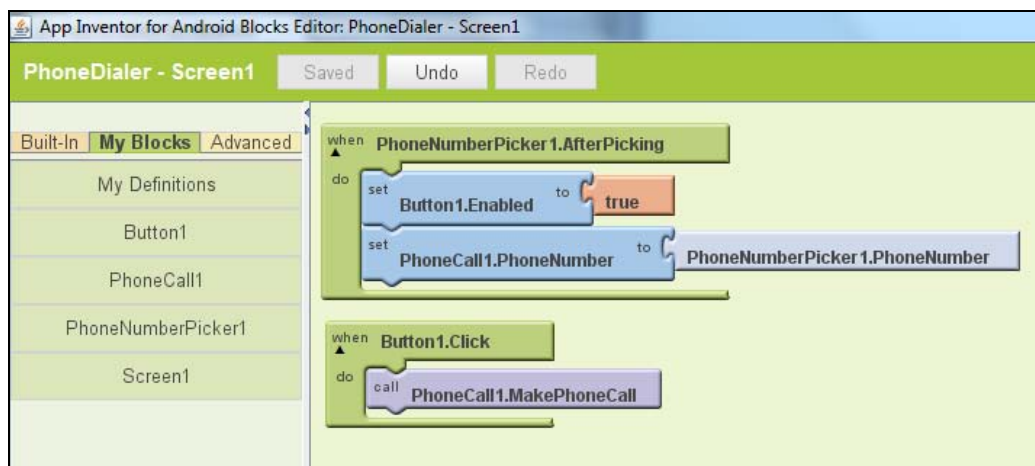 App Inventor for Android Blocks Editor: PhoneDialer - Screen1
PhoneDialer - Screen1 Saved Undo Redo
Built-In My Blocks Advanced
My Definitions
Button1
PhoneCall1
PhoneNumberPicker1
Screen1
when PhoneNumberPicker1.AfterPicking
do set Button1.Enabled to true
set PhoneCall1.PhoneNumber to PhoneNumberPicker1.PhoneNumber
when Button1.Click
do call PhoneCall1.MakePhoneCall